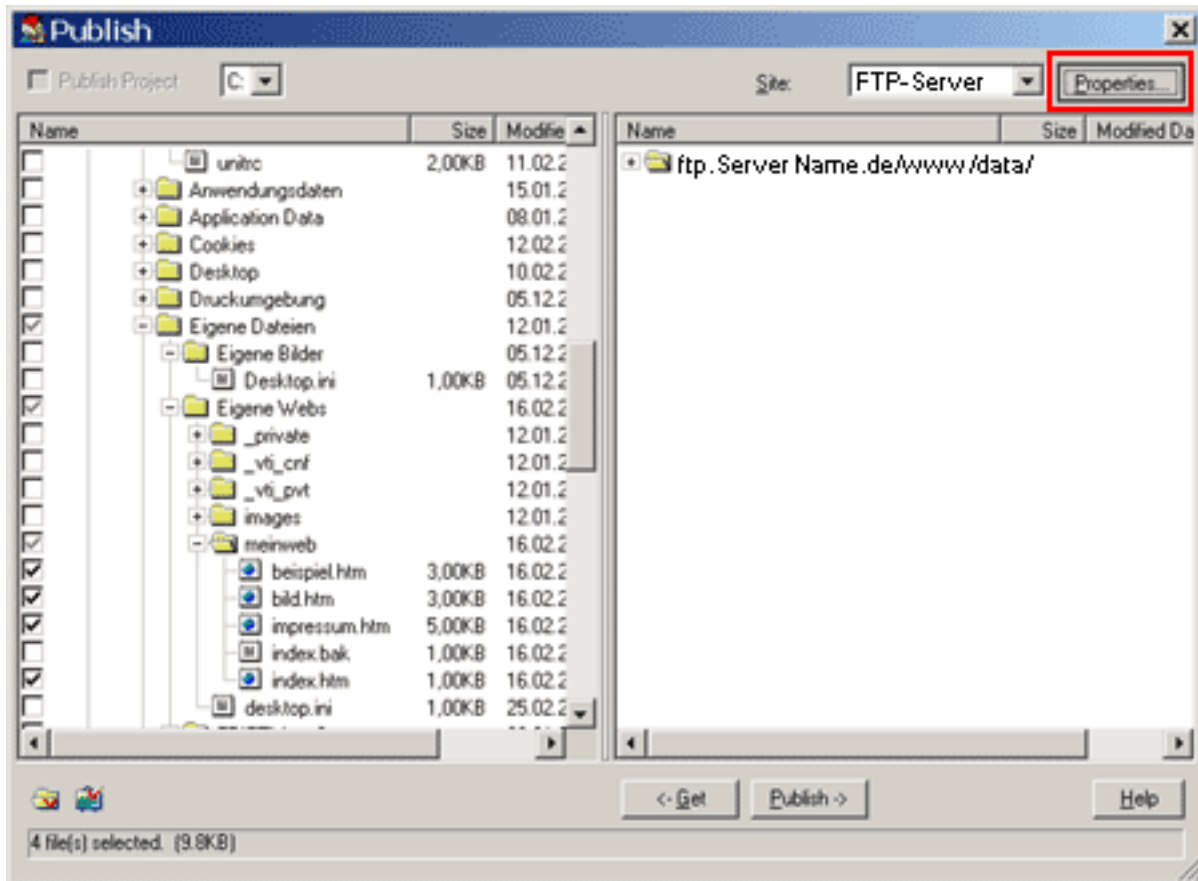 Publish
Publish Project C: Site: FTP-Server Properties...
Name Size Modifie Name Size Modified Da
unitrc 2,00KB 11.02.2 ftp.Server Name.de/www/data/
Anwendungsdaten 15.01.2
Application Data 08.01.2
Cookies 12.02.2
Desktop 10.02.2
Druckumgebung 05.12.2
Eigene Dateien 12.01.2
Eigene Bilder 05.12.2
Desktop.ini 1,00KB 05.12.2
Eigene Webs 16.02.2
_private 12.01.2
_vti_cnf 12.01.2
_vti_pvt 12.01.2
images 12.01.2
meinweb 16.02.2
beispiel.htm 3,00KB 16.02.2
bild.htm 3,00KB 16.02.2
impressum.htm 5,00KB 16.02.2
index.bak 1,00KB 16.02.2
index.htm 1,00KB 16.02.2
desktop.ini 1,00KB 25.02.2
<- Get Publish -> Help
4 file(s) selected. (9.8KB)